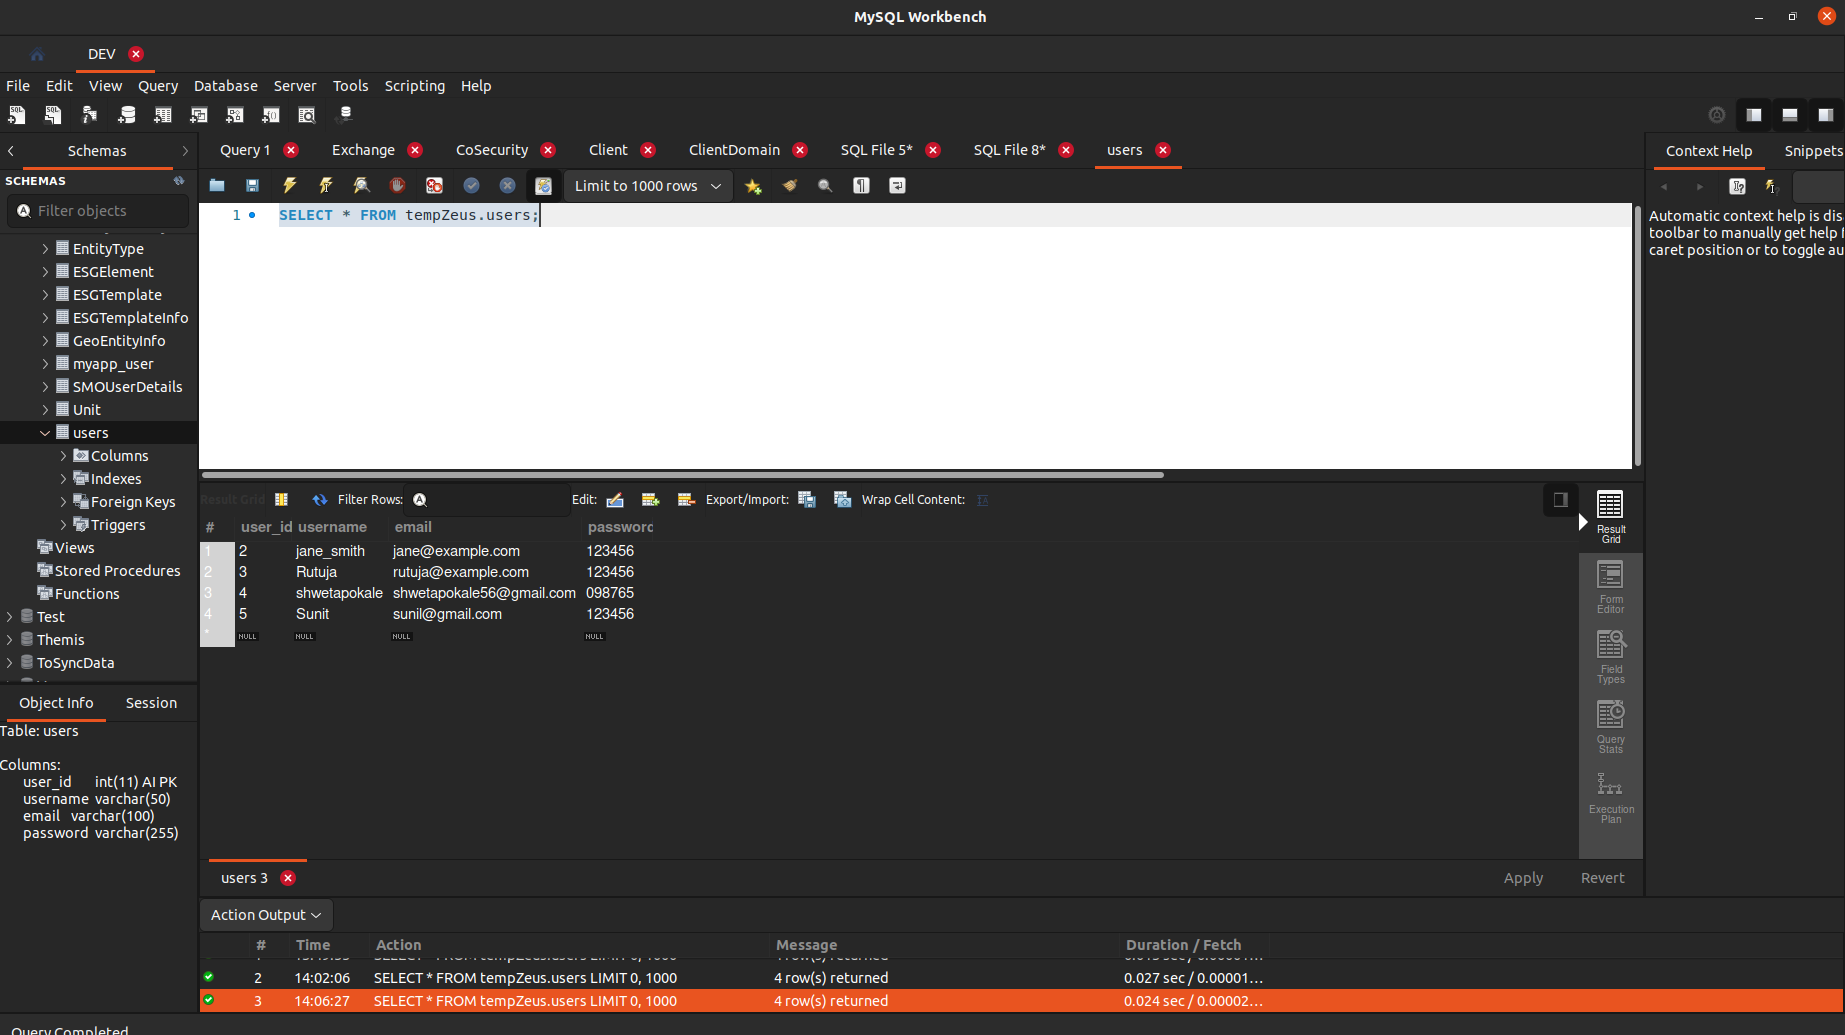 MySQL Workbench
DEV
File Edit View Query Database Server Tools Scripting Help
Schemas
Query 1 Exchange CoSecurity Client ClientDomain SQL File 5* SQL File 8* users
Context Help Snippets
SCHEMAS
Filter objects
Limit to 1000 rows
1 SELECT * FROM tempZeus.users;
Automatic context help is dis
toolbar to manually get help f
caret position or to toggle au
EntityType
ESGElement
ESGTemplate
ESGTemplateInfo
GeoEntityInfo
myapp_user
SMOUserDetails
Unit
users
Columns
Indexes
Foreign Keys
Triggers
Views
Stored Procedures
Functions
Test
Themis
ToSyncData
Result Grid Filter Rows: Edit: Export/Import: Wrap Cell Content:
# user_id username email password
1 2 jane_smith jane@example.com 123456
2 3 Rutuja rutuja@example.com 123456
3 4 shwetapokale shwetapokale56@gmail.com 098765
4 5 Sunit sunil@gmail.com 123456
* NULL NULL NULL NULL
Result
Grid
Form
Editor
Field
Types
Query
Stats
Execution
Plan
Object Info Session
Table: users
Columns:
user_id int(11) AI PK
username varchar(50)
email varchar(100)
password varchar(255)
users 3 Apply Revert
Action Output
# Time Action Message Duration / Fetch
2 14:02:06 SELECT * FROM tempZeus.users LIMIT 0, 1000 4 row(s) returned 0.027 sec / 0.00001...
3 14:06:27 SELECT * FROM tempZeus.users LIMIT 0, 1000 4 row(s) returned 0.024 sec / 0.00002...
Query Completed